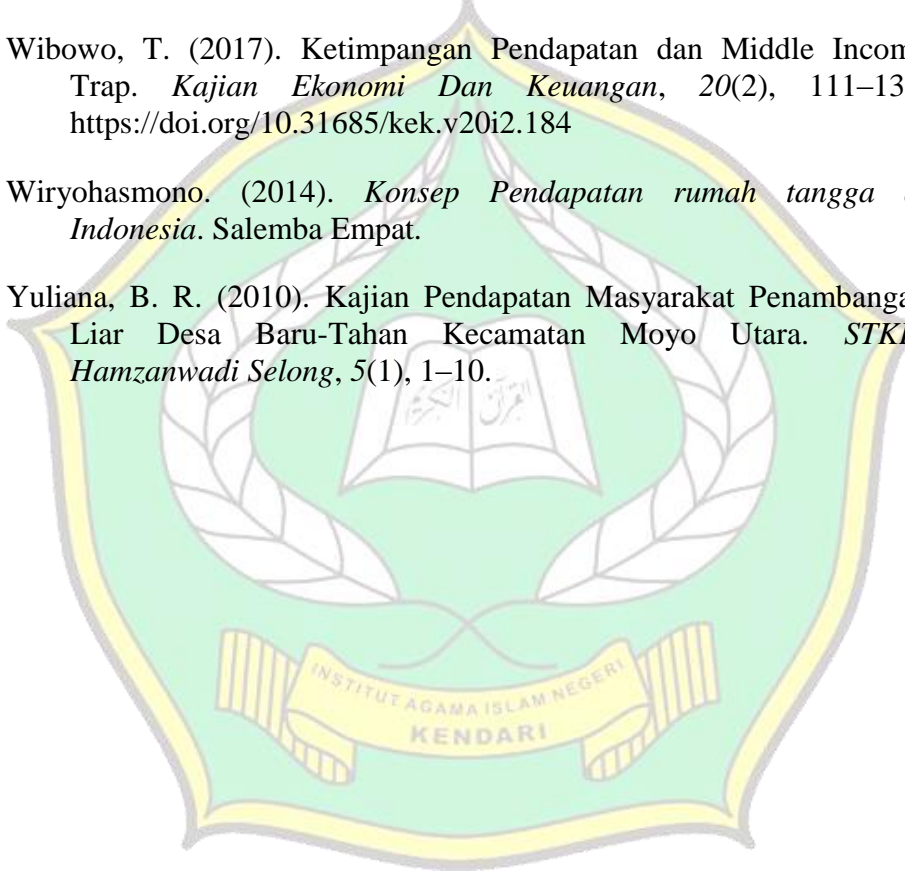 Wibowo, T. (2017). Ketimpangan Pendapatan dan Middle Incom
Trap. Kajian Ekonomi Dan Keuangan, 20(2), 111–13
https://doi.org/10.31685/kek.v20i2.184
Wiryohasmono. (2014). Konsep Pendapatan rumah tangga
Indonesia. Salemba Empat.
Yuliana, B. R. (2010). Kajian Pendapatan Masyarakat Penambanga
Liar Desa Baru-Tahan Kecamatan Moyo Utara. STKI
Hamzanwadi Selong, 5(1), 1–10.
القرآن الكريم
INSTITUT AGAMA ISLAM NEGERI
KENDARI